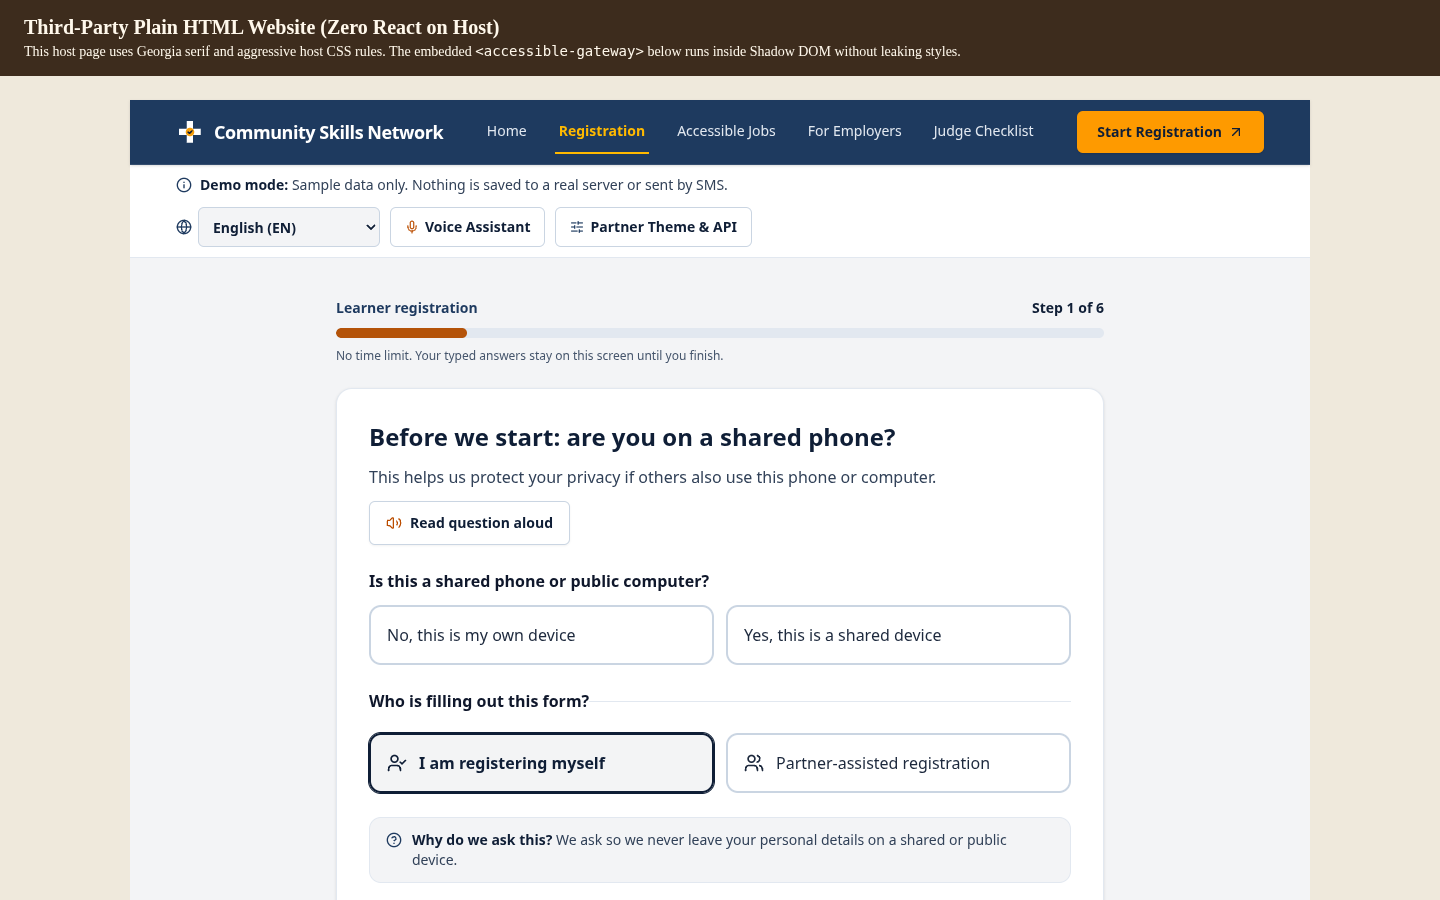 Third-Party Plain HTML Website (Zero React on Host)
This host page uses Georgia serif and aggressive host CSS rules. The embedded <accessible-gateway> below runs inside Shadow DOM without leaking styles.
Community Skills Network
Home
Registration
Accessible Jobs
For Employers
Judge Checklist
Start Registration
Demo mode: Sample data only. Nothing is saved to a real server or sent by SMS.
English (EN)
Voice Assistant
Partner Theme & API
Learner registration
Step 1 of 6
No time limit. Your typed answers stay on this screen until you finish.
Before we start: are you on a shared phone?
This helps us protect your privacy if others also use this phone or computer.
Read question aloud
Is this a shared phone or public computer?
No, this is my own device
Yes, this is a shared device
Who is filling out this form?
I am registering myself
Partner-assisted registration
Why do we ask this? We ask so we never leave your personal details on a shared or public
device.